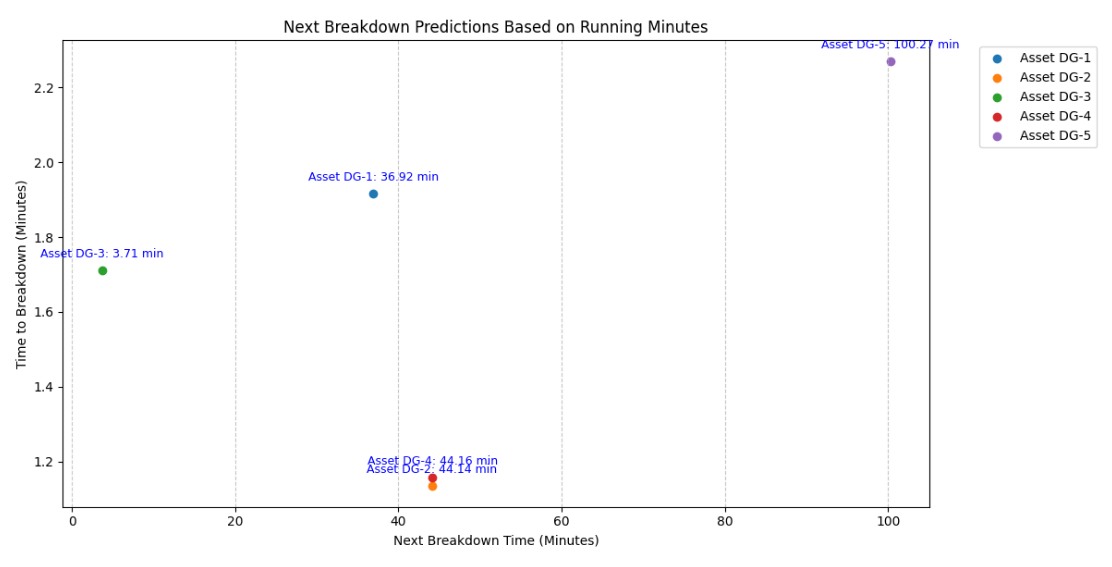 Next Breakdown Predictions Based on Running Minutes
Asset DG-5: 100.27 min
Asset DG-1
Asset DG-2
Asset DG-3
Asset DG-4
Asset DG-5
2.2
2.0
Asset DG-1: 36.92 min
1.8
Asset DG-3: 3.71 min
1.6
1.4
1.2
Asset DG-4: 44.16 min
Asset DG-2: 44.14 min
Time to Breakdown (Minutes)
0 20 40 60 80 100
Next Breakdown Time (Minutes)